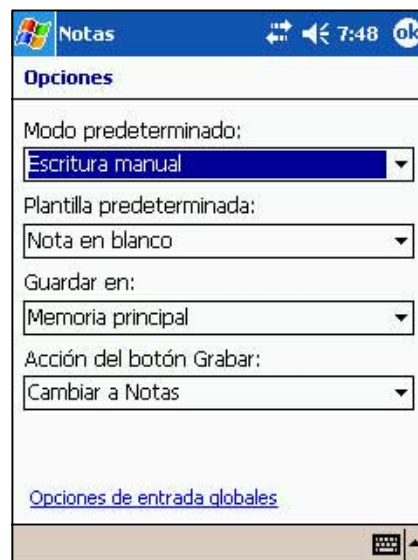 Notas 7:48 ok
Opciones
Modo predeterminado:
Escritura manual
Plantilla predeterminada:
Nota en blanco
Guardar en:
Memoria principal
Acción del botón Grabar:
Cambiar a Notas
Opciones de entrada globales